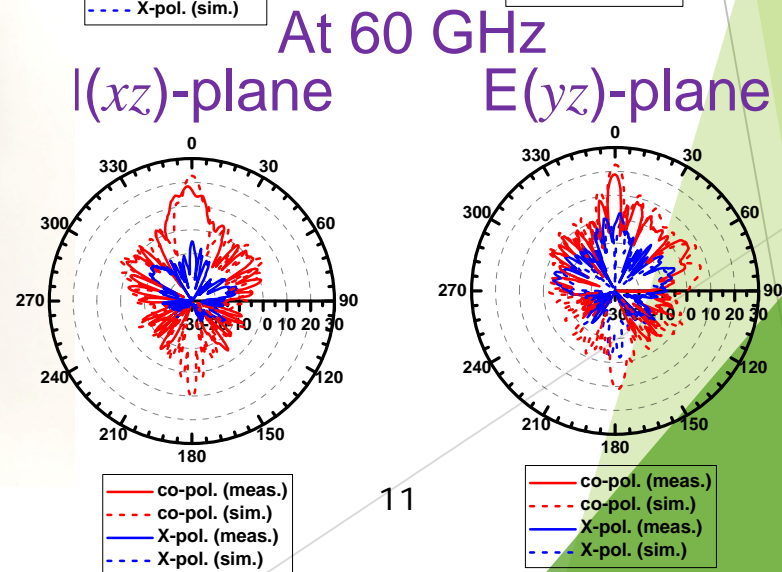 X-pol. (sim.)
At 60 GHz
(xz)-plane
E(yz)-plane
0
30
60
90
120
150
180
210
240
270
300
330
0 10 20 30
co-pol. (meas.)
co-pol. (sim.)
X-pol. (meas.)
X-pol. (sim.)
0
30
60
90
120
150
180
210
240
270
300
330
0 10 20 30
co-pol. (meas.)
co-pol. (sim.)
X-pol. (meas.)
X-pol. (sim.)
11